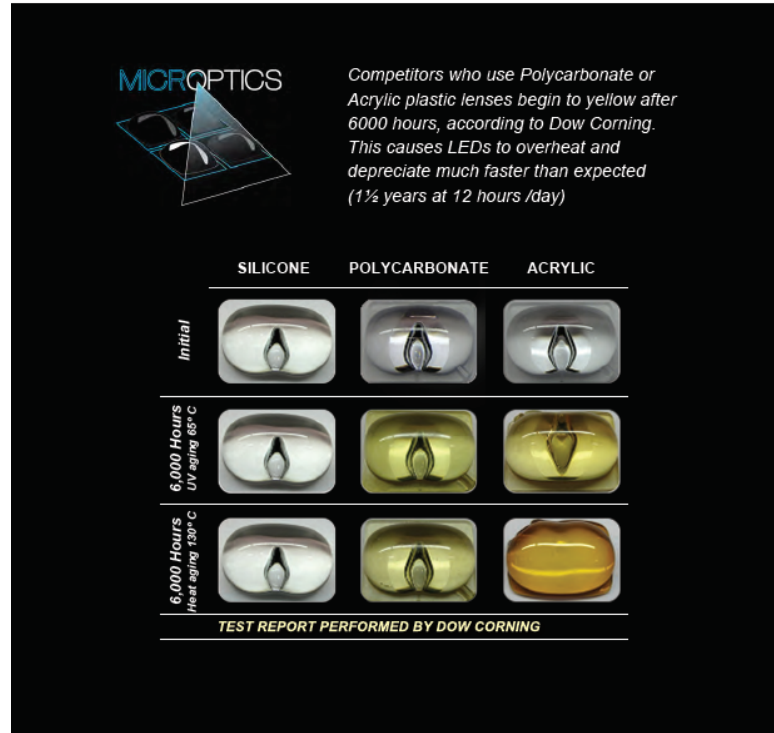 MICROPTICS
Competitors who use Polycarbonate or
Acrylic plastic lenses begin to yellow after
6000 hours, according to Dow Corning.
This causes LEDs to overheat and
depreciate much faster than expected
(1½ years at 12 hours /day)
SILICONE POLYCARBONATE ACRYLIC
Initial
6,000 Hours
UV aging 65º C
6,000 Hours
Heat aging 130º C
TEST REPORT PERFORMED BY DOW CORNING